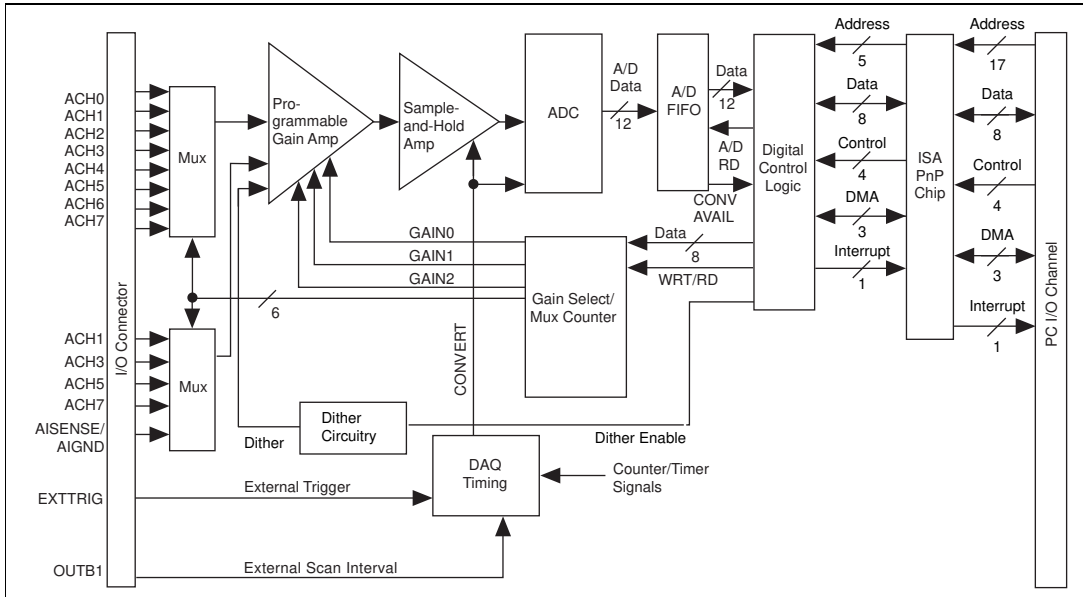 I/O Connector
ACH0
ACH1
ACH2
ACH3
ACH4
ACH5
ACH6
ACH7
Mux
ACH1
ACH3
ACH5
ACH7
AISENSE/
AIGND
Mux
EXTTRIG
OUTB1
Pro-
grammable
Gain Amp
Sample-
and-Hold
Amp
ADC
A/D
Data
12
A/D
FIFO
Data
12
A/D
RD
CONV
AVAIL
Digital
Control
Logic
Address
5
Data
8
Control
4
DMA
3
Interrupt
1
ISA
PnP
Chip
Address
17
Data
8
Control
4
DMA
3
Interrupt
1
PC I/O Channel
GAIN0
GAIN1
GAIN2
6
Gain Select/
Mux Counter
Data
8
WRT/RD
CONVERT
Dither
Dither
Circuitry
Dither Enable
DAQ
Timing
Counter/Timer
Signals
External Trigger
External Scan Interval